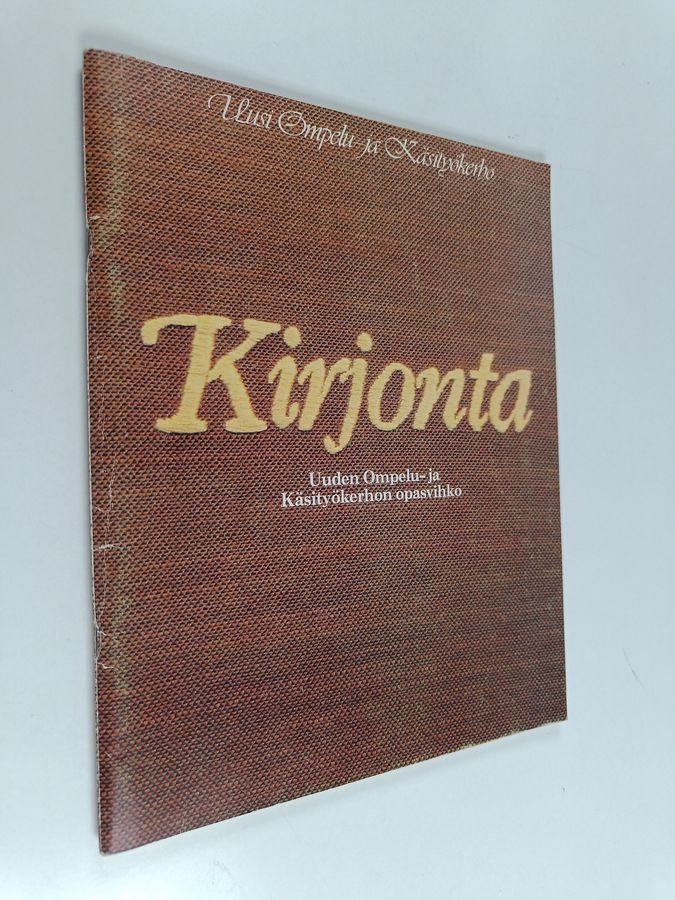 Uusi Ompelu- ja Käsityökerho
Kirjonta
Uuden Ompelu- ja
Käsityökerhon opasvihko